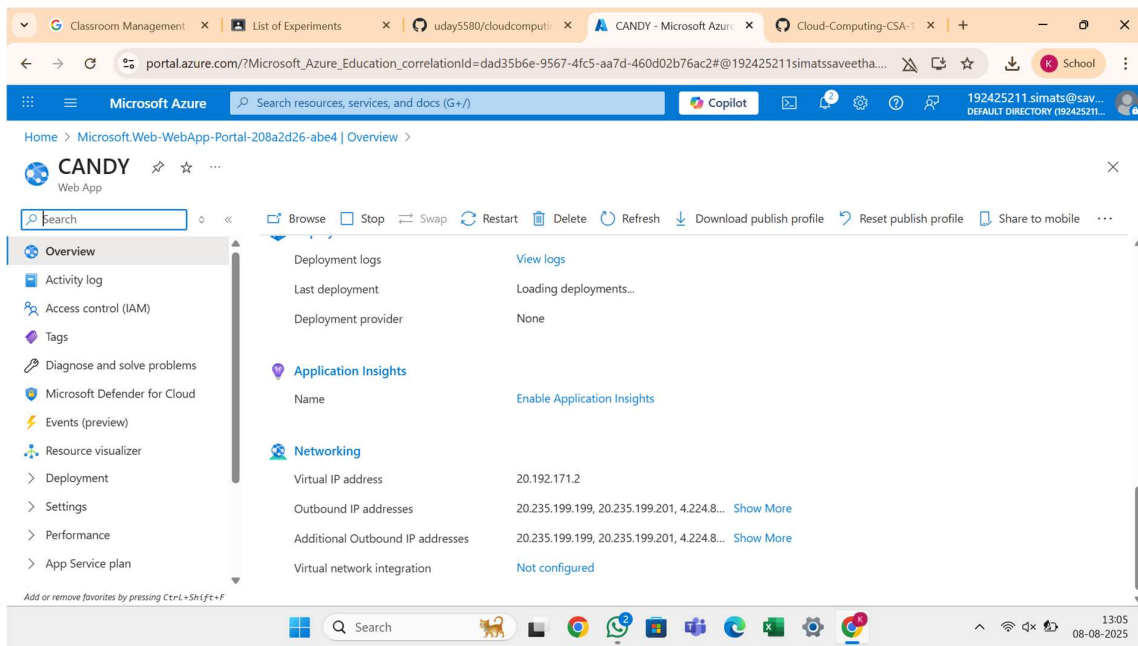 Classroom Management
List of Experiments
uday5580/cloudcomputi
CANDY - Microsoft Azur
Cloud-Computing-CSA-1
portal.azure.com/?Microsoft_Azure_Education_correlationId=dad35b6e-9567-4fc5-aa7d-460d02b76ac2#@192425211simatssaveetha....
K School
Microsoft Azure
Search resources, services, and docs (G+/)
Copilot
2
192425211.simats@sav...
DEFAULT DIRECTORY (192425211...
Home > Microsoft.Web-WebApp-Portal-208a2d26-abe4 | Overview >
CANDY
Web App
Search
Browse Stop Swap Restart Delete Refresh Download publish profile Reset publish profile Share to mobile ...
Overview
Activity log
Access control (IAM)
Tags
Diagnose and solve problems
Microsoft Defender for Cloud
Events (preview)
Resource visualizer
Deployment
Settings
Performance
App Service plan
Add or remove favorites by pressing Ctrl+Shift+F
Deployment logs View logs
Last deployment Loading deployments...
Deployment provider None
Application Insights
Name Enable Application Insights
Networking
Virtual IP address 20.192.171.2
Outbound IP addresses 20.235.199.199, 20.235.199.201, 4.224.8... Show More
Additional Outbound IP addresses 20.235.199.199, 20.235.199.201, 4.224.8... Show More
Virtual network integration Not configured
Search
2
K
13:05
08-08-2025